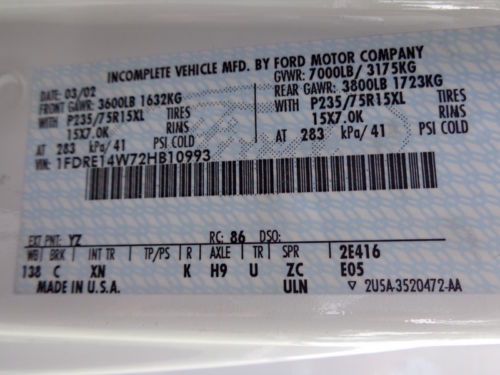 INCOMPLETE VEHICLE MFD. BY FORD MOTOR COMPANY
DATE: 03/02 GVWR: 7000LB/ 3175KG
FRONT GAWR: 3600LB 1632KG REAR GAWR: 3800LB 1723KG
WITH P235/75R15XL TIRES WITH P235/75R15XL TIRES
15X7.0K RINS 15X7.0K RINS
AT 283 kPa/ 41 PSI COLD AT 283 kPa/ 41 PSI COLD
VIN: 1FDRE14W72HB10993
EXT PNT: YZ RC: 86 DSO:
WB BRK INT TR TP/PS R AXLE TR SPR 2E416
138 C XN K H9 U ZC E05
MADE IN U.S.A. ULN ▽ 2U5A-3520472-AA